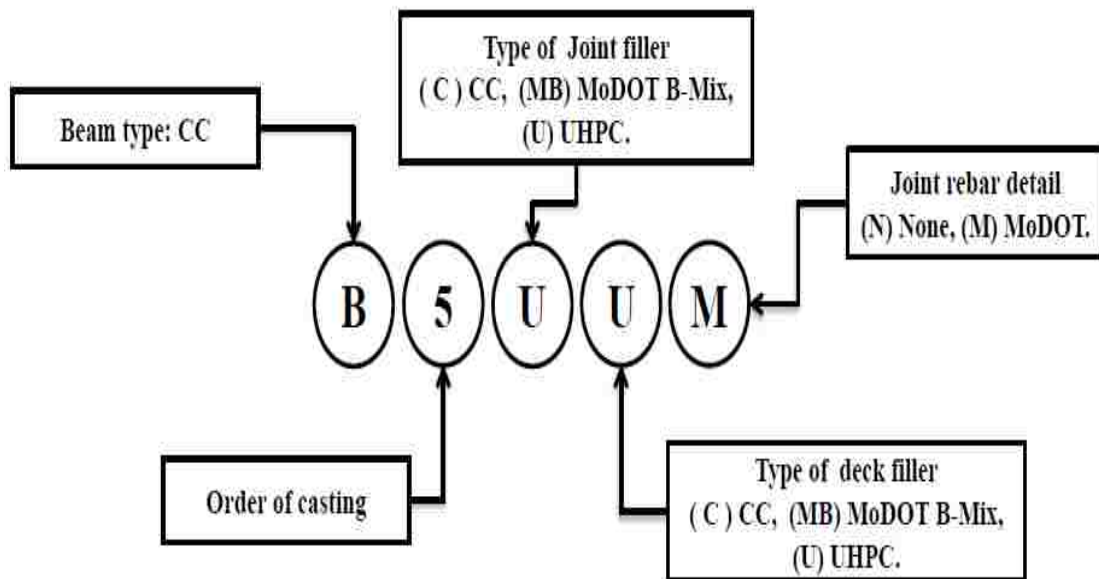 Type of Joint filler
( C ) CC, (MB) MoDOT B-Mix,
(U) UHPC.
Beam type: CC
Joint rebar detail
(N) None, (M) MoDOT.
B 5 U U M
Order of casting
Type of deck filler
( C ) CC, (MB) MoDOT B-Mix,
(U) UHPC.